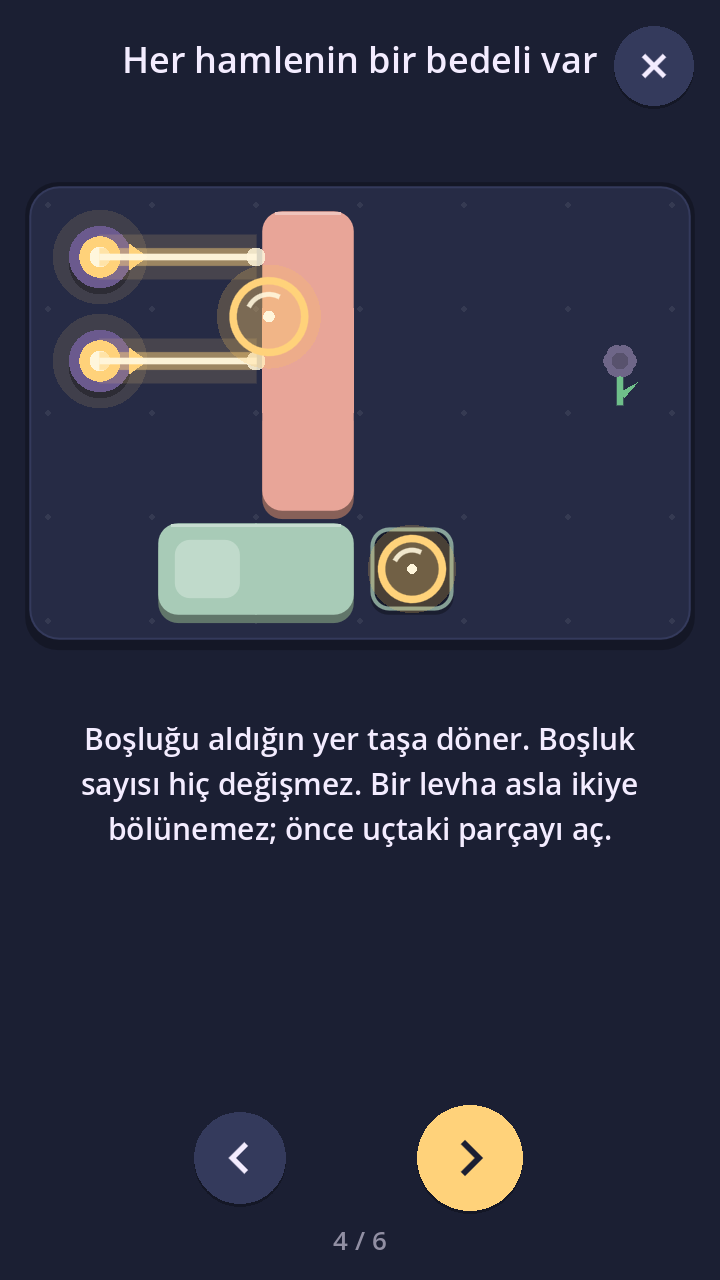 Her hamlenin bir bedeli var
Boşluğu aldığın yer taşa döner. Boşluk
sayısı hiç değişmez. Bir levha asla ikiye
bölünemez; önce uçtaki parçayı aç.
4 / 6